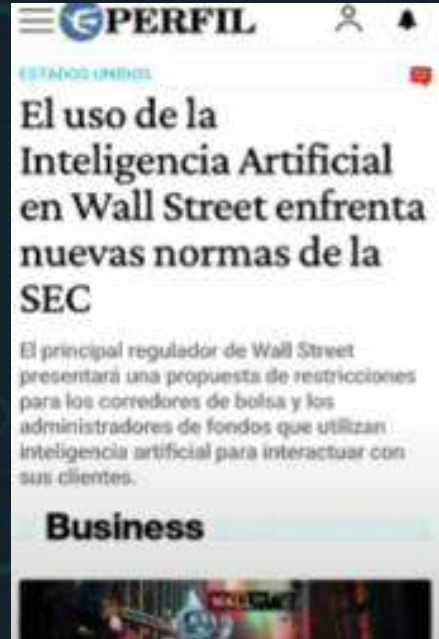 PERFIL
ESTADOS UNIDOS
El uso de la
Inteligencia Artificial
en Wall Street enfrenta
nuevas normas de la
SEC
El principal regulador de Wall Street
presentará una propuesta de restricciones
para los corredores de bolsa y los
administradores de fondos que utilizan
inteligencia artificial para interactuar con
sus clientes.
Business
WALL ST